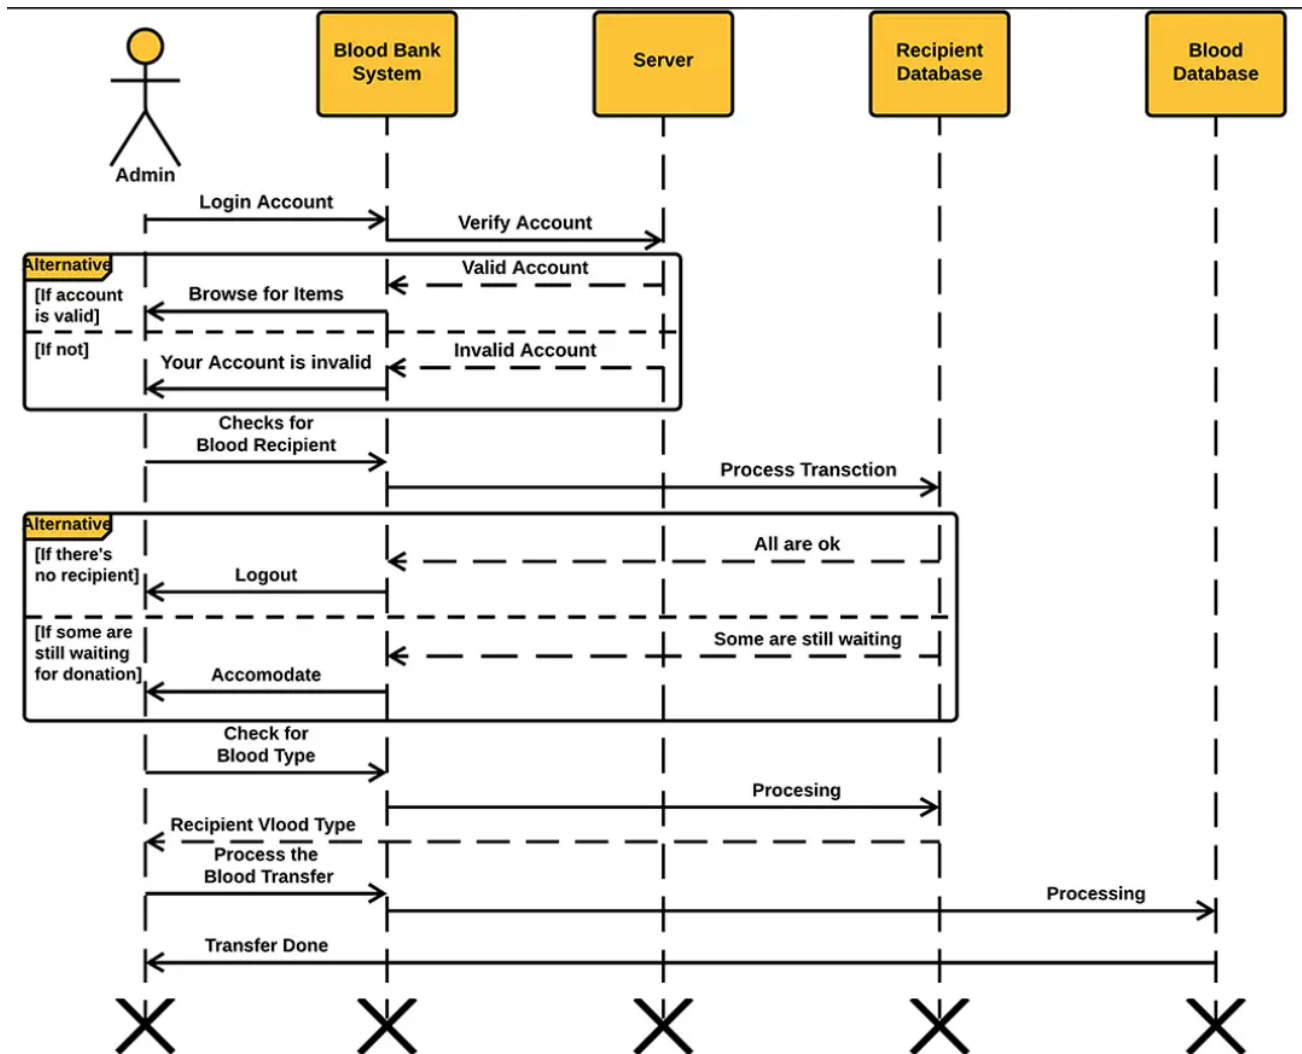 Blood Bank
System
Server
Recipient
Database
Blood
Database
Admin
Login Account
Verify Account
Alternative
Valid Account
[If account
is valid]
Browse for Items
[If not]
Invalid Account
Your Account is invalid
Checks for
Blood Recipient
Process Transction
Alternative
[If there's
no recipient]
All are ok
Logout
[If some are
still waiting
for donation]
Some are still waiting
Accomodate
Check for
Blood Type
Procesing
Recipient Vlood Type
Process the
Blood Transfer
Processing
Transfer Done